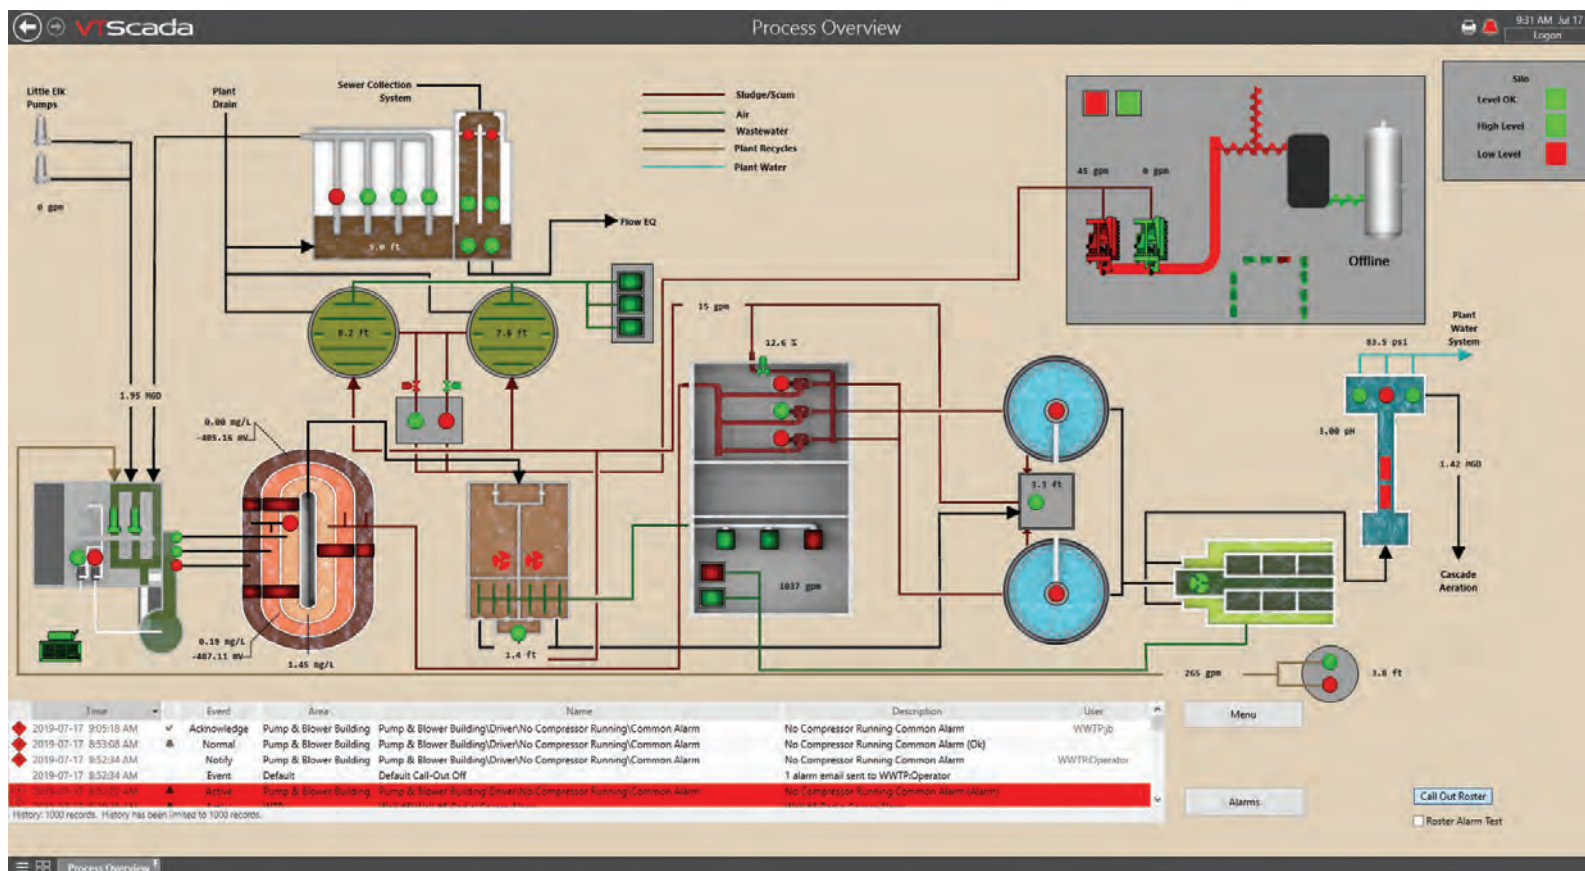 VTScada
Process Overview
9:31 AM Jul 17
Logon
Little Elk
Pumps
0 gpm
Plant
Drain
Sewer Collection
System
Sludge/Scum
Air
Wastewater
Plant Recycles
Plant Water
Silo
Level OK
High Level
Low Level
45 gpm
0 gpm
Offline
5.0 ft
Flow EQ
8.2 ft
7.6 ft
15 gpm
12.6 %
Plant
Water
System
83.5 psi
1.95 MGD
0.00 mg/L
-405.16 mV
3.00 pH
1.42 MGD
1037 gpm
Cascade
Aeration
0.19 mg/L
-487.11 mV
1.45 mg/L
1.4 ft
265 gpm
3.8 ft
Time Event Area Name Description User
2019-07-17 9:05:18 AM Acknowledge Pump & Blower Building Pump & Blower Building\Driver\No Compressor Running\Common Alarm No Compressor Running Common Alarm WWTP:jb
2019-07-17 8:53:08 AM Normal Pump & Blower Building Pump & Blower Building\Driver\No Compressor Running\Common Alarm No Compressor Running Common Alarm (Ok)
2019-07-17 8:52:34 AM Notify Pump & Blower Building Pump & Blower Building\Driver\No Compressor Running\Common Alarm No Compressor Running Common Alarm WWTP:Operator
2019-07-17 8:52:34 AM Event Default Default Call-Out Off 1 alarm email sent to WWTP:Operator
Active Pump & Blower Building Pump & Blower Building\Driver\No Compressor Running\Common Alarm No Compressor Running Common Alarm (Alarm)
History: 1000 records. History has been limited to 1000 records.
Menu
Alarms
Call Out Roster
Roster Alarm Test
Process Overview